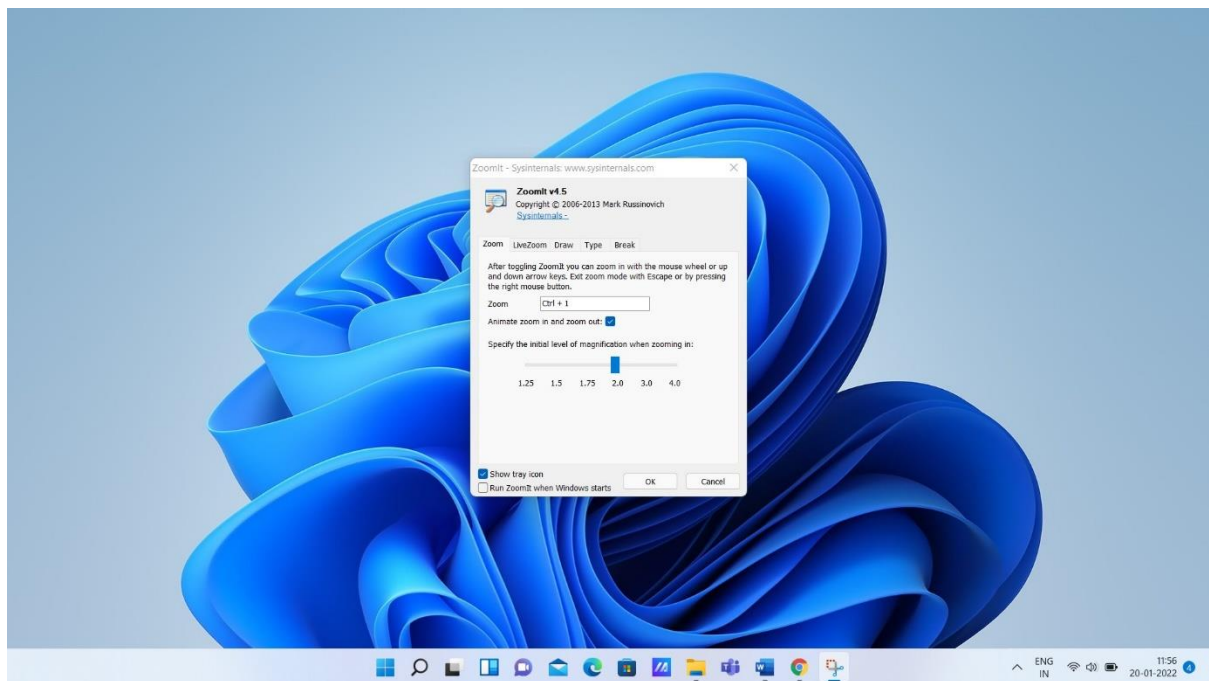 ZoomIt - Sysinternals: www.sysinternals.com
ZoomIt v4.5
Copyright © 2006-2013 Mark Russinovich
Sysinternals -
Zoom LiveZoom Draw Type Break
After toggling ZoomIt you can zoom in with the mouse wheel or up
and down arrow keys. Exit zoom mode with Escape or by pressing
the right mouse button.
Zoom Ctrl + 1
Animate zoom in and zoom out:
Specify the initial level of magnification when zooming in:
1.25 1.5 1.75 2.0 3.0 4.0
Show tray icon
Run ZoomIt when Windows starts
OK Cancel
ENG
IN
11:56
20-01-2022
4